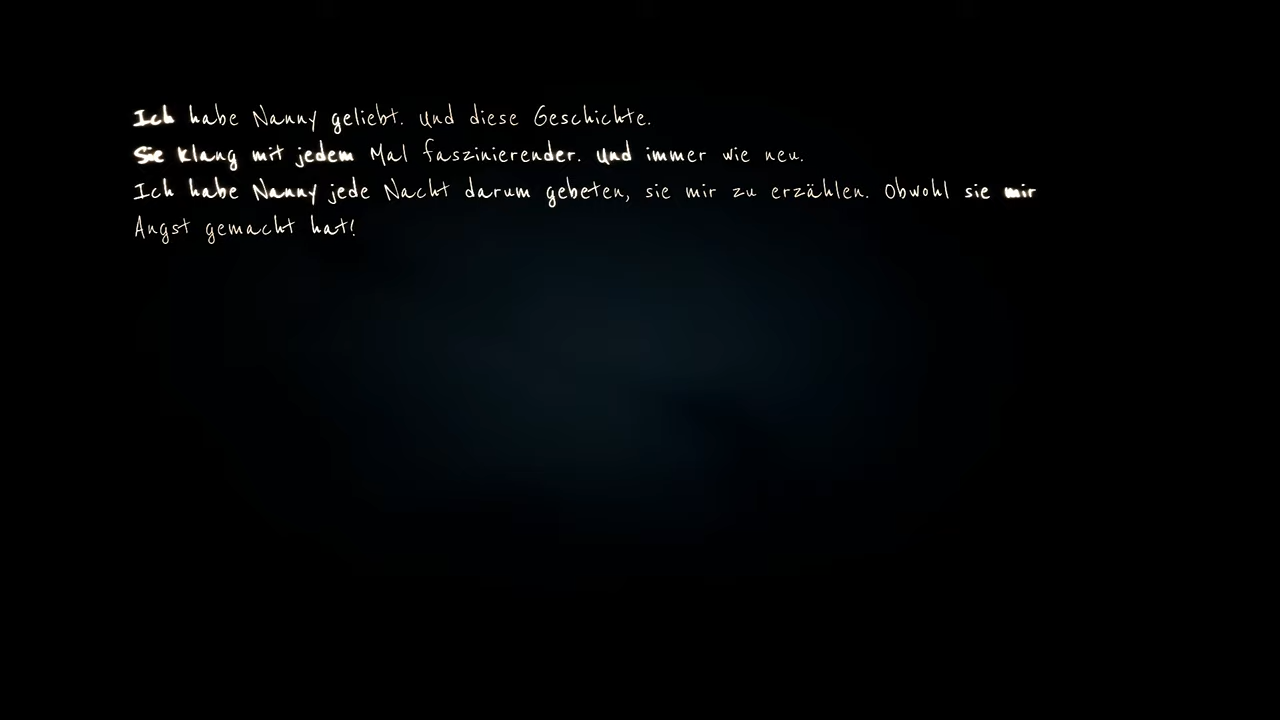 Ich habe Nanny geliebt. Und diese Geschichte.
Sie klang mit jedem Mal faszinierender. Und immer wie neu.
Ich habe Nanny jede Nacht darum gebeten, sie mir zu erzählen. Obwohl sie mir
Angst gemacht hat!